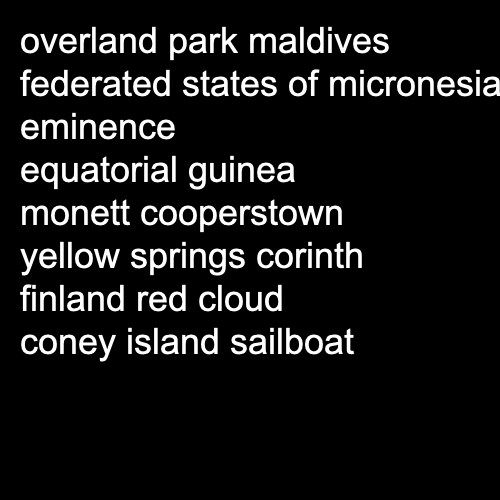 overland park maldives
federated states of micronesia
eminence
equatorial guinea
monett cooperstown
yellow springs corinth
finland red cloud
coney island sailboat